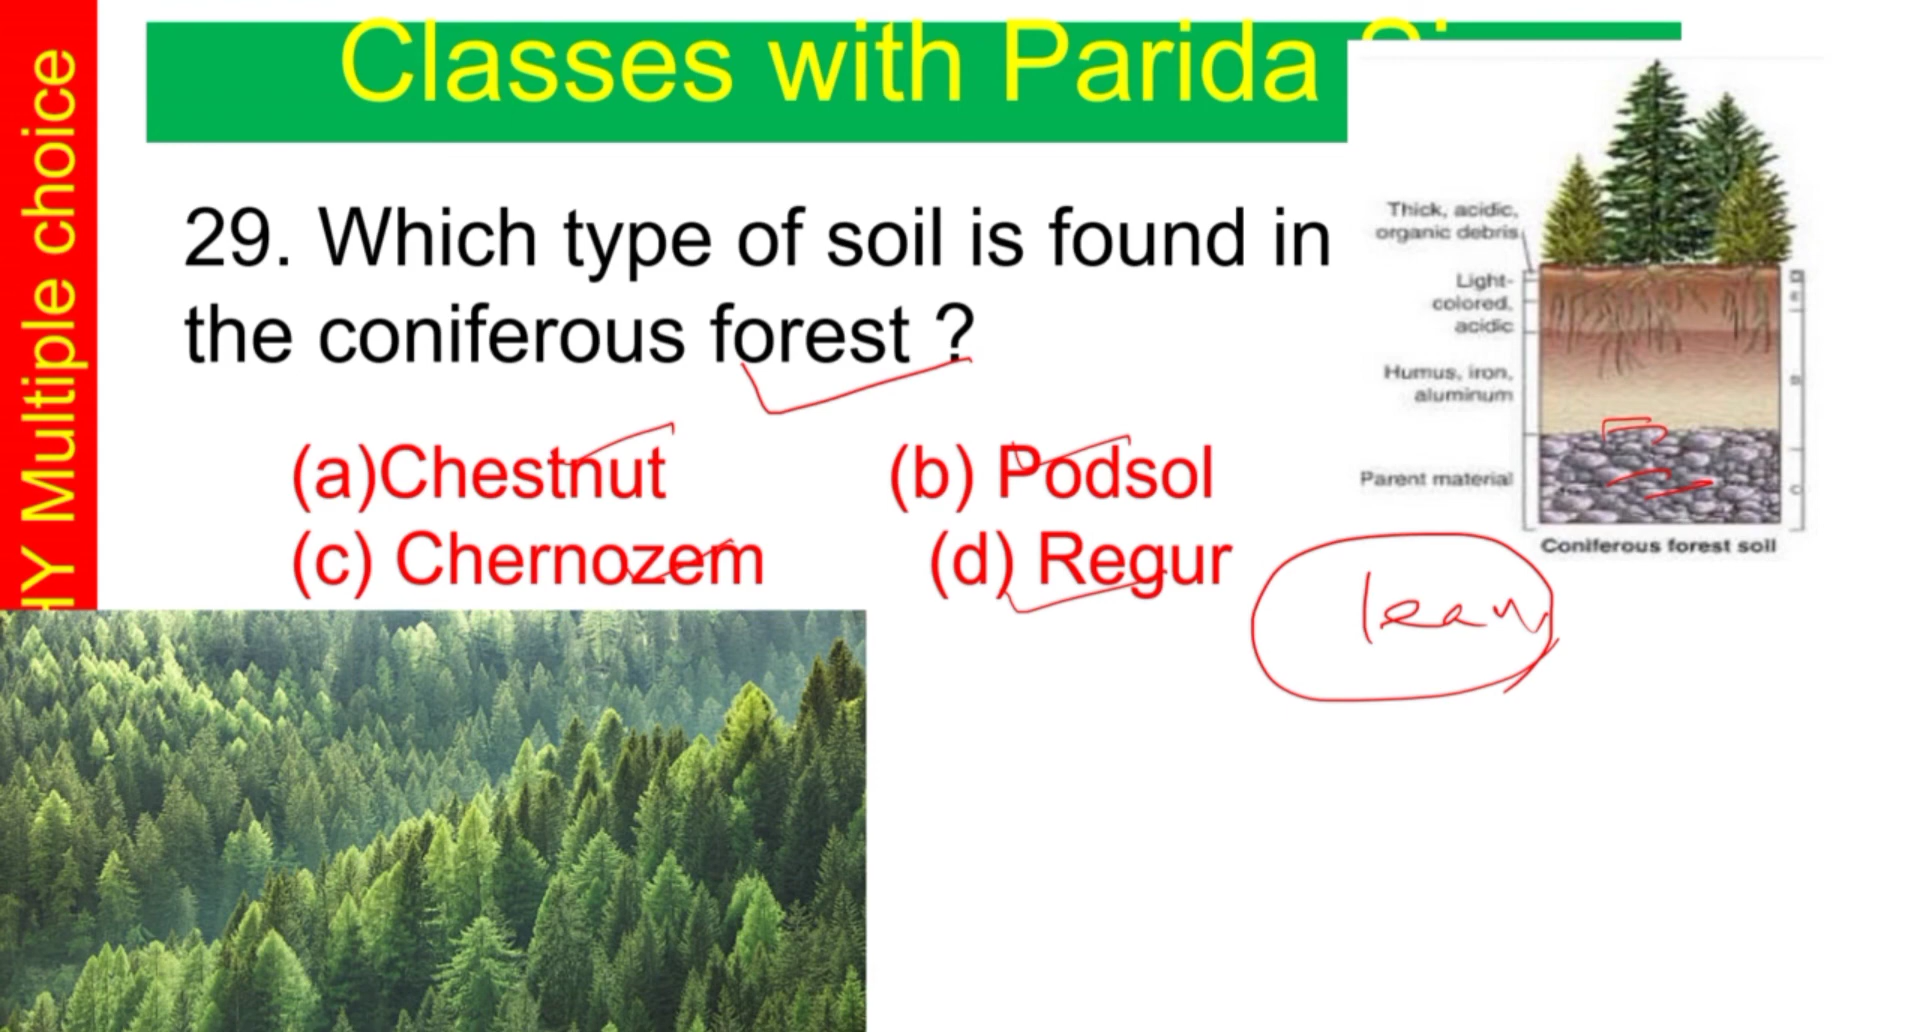 HY Multiple choice
Classes with Parida
29. Which type of soil is found in
the coniferous forest ?
(a)Chestnut
(b) Podsol
(c) Chernozem
(d) Regur
Thick, acidic,
organic debris
Light-
colored,
acidic
Humus, iron,
aluminum
Parent material
Coniferous forest soil